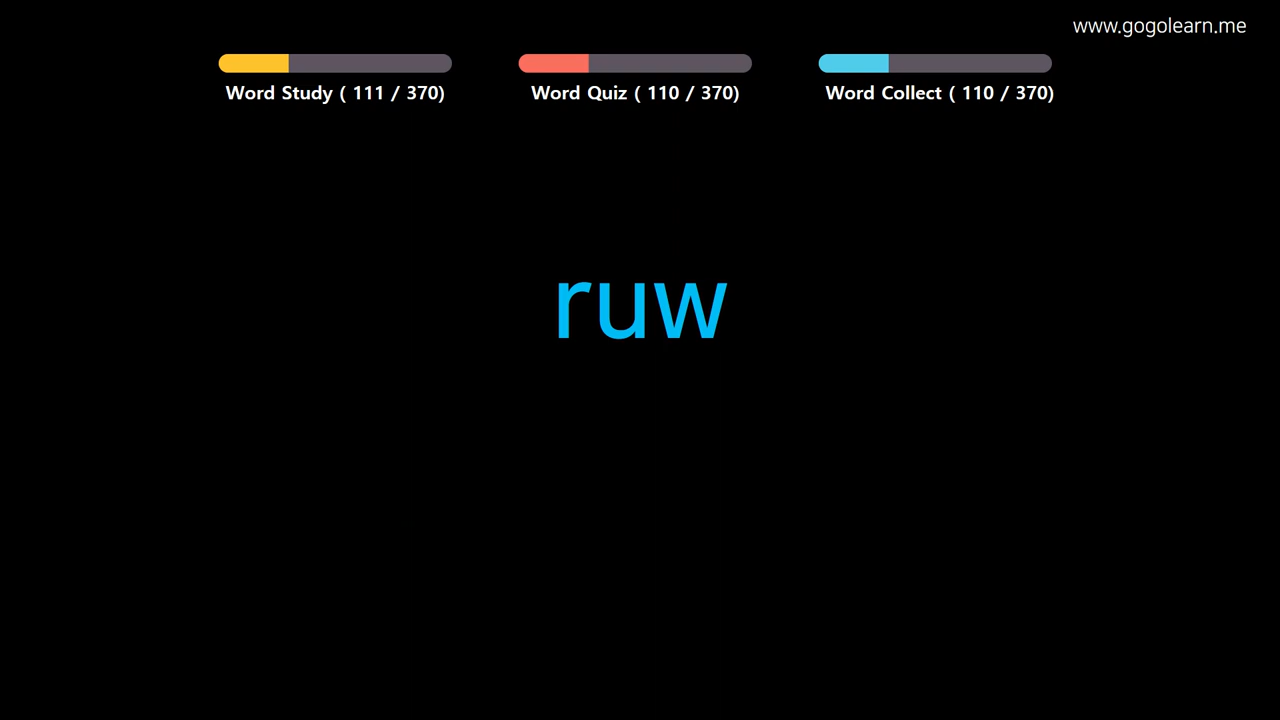 www.gogolearn.me
Word Study ( 111 / 370)
Word Quiz ( 110 / 370)
Word Collect ( 110 / 370)
ruw